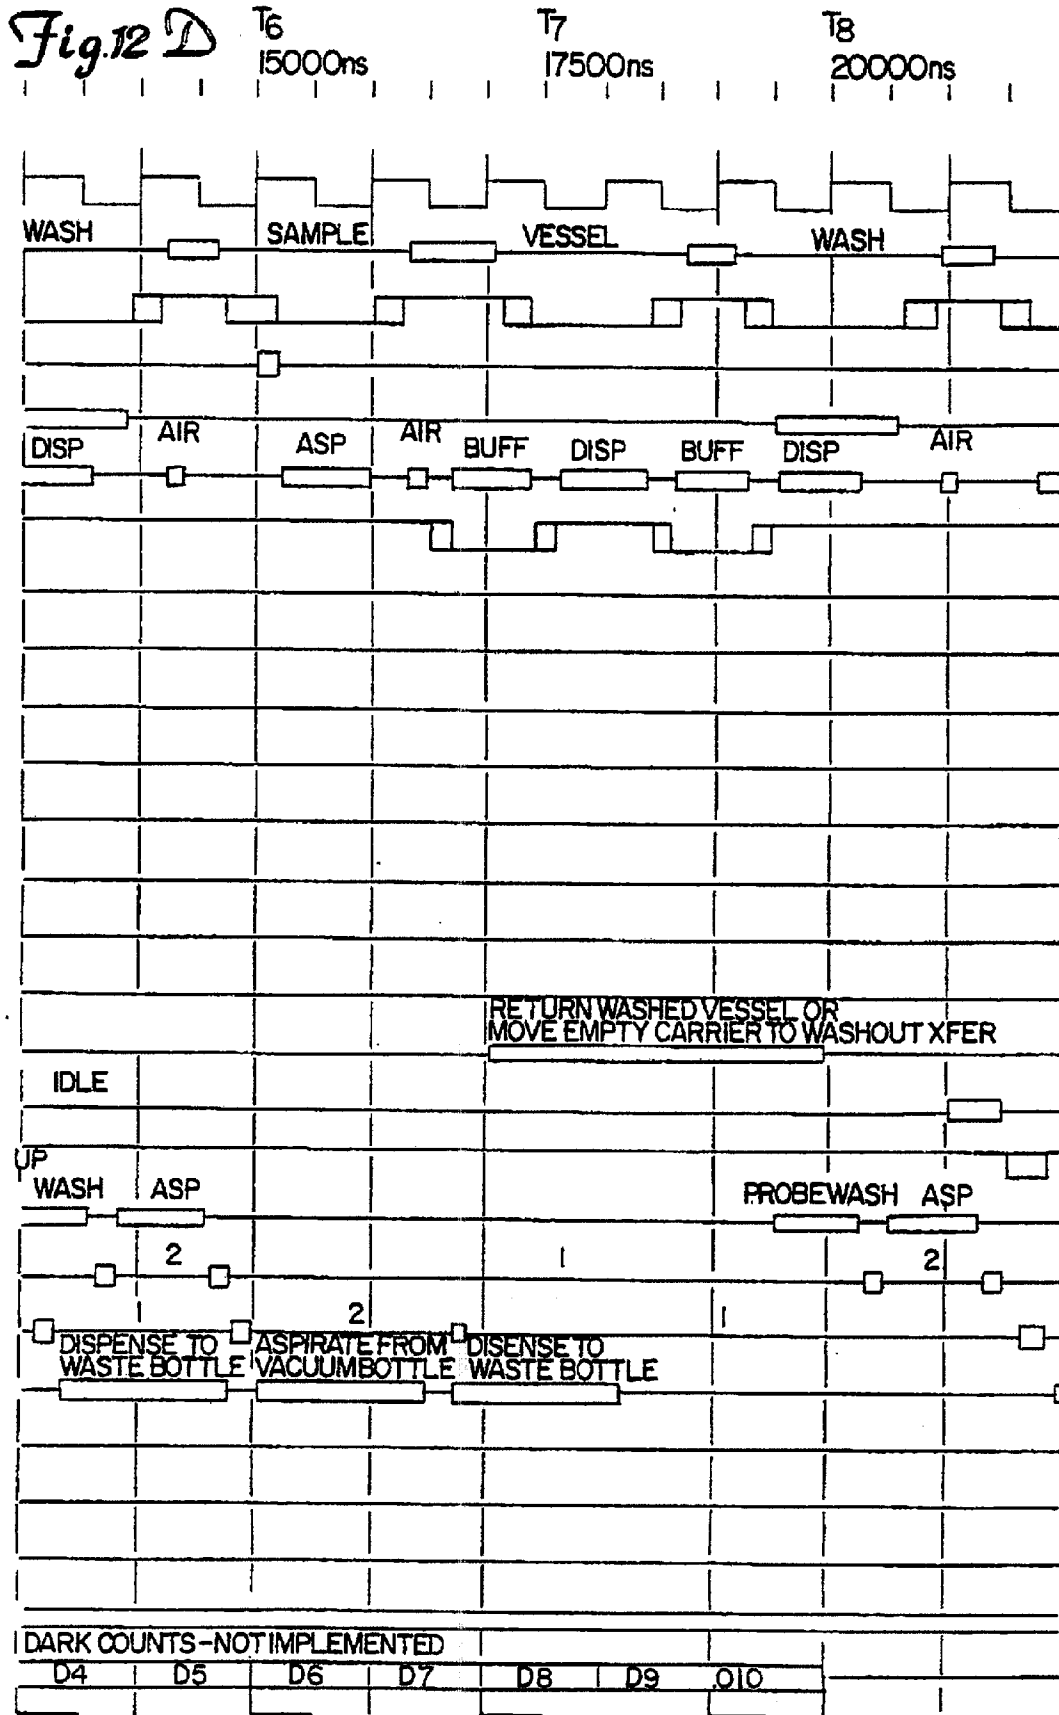 Fig.12 D
T6 T7 T8
15000ns 17500ns 20000ns
WASH SAMPLE VESSEL WASH
DISP AIR ASP AIR BUFF DISP BUFF DISP AIR
RETURN WASHED VESSEL OR
MOVE EMPTY CARRIER TO WASHOUT XFER
IDLE
UP
WASH ASP PROBEWASH ASP
2 1 2
1 2 1
DISPENSE TO ASPIRATE FROM DISENSE TO
WASTE BOTTLE VACUUMBOTTLE WASTE BOTTLE
DARK COUNTS-NOT IMPLEMENTED
D4 D5 D6 D7 D8 D9 .010